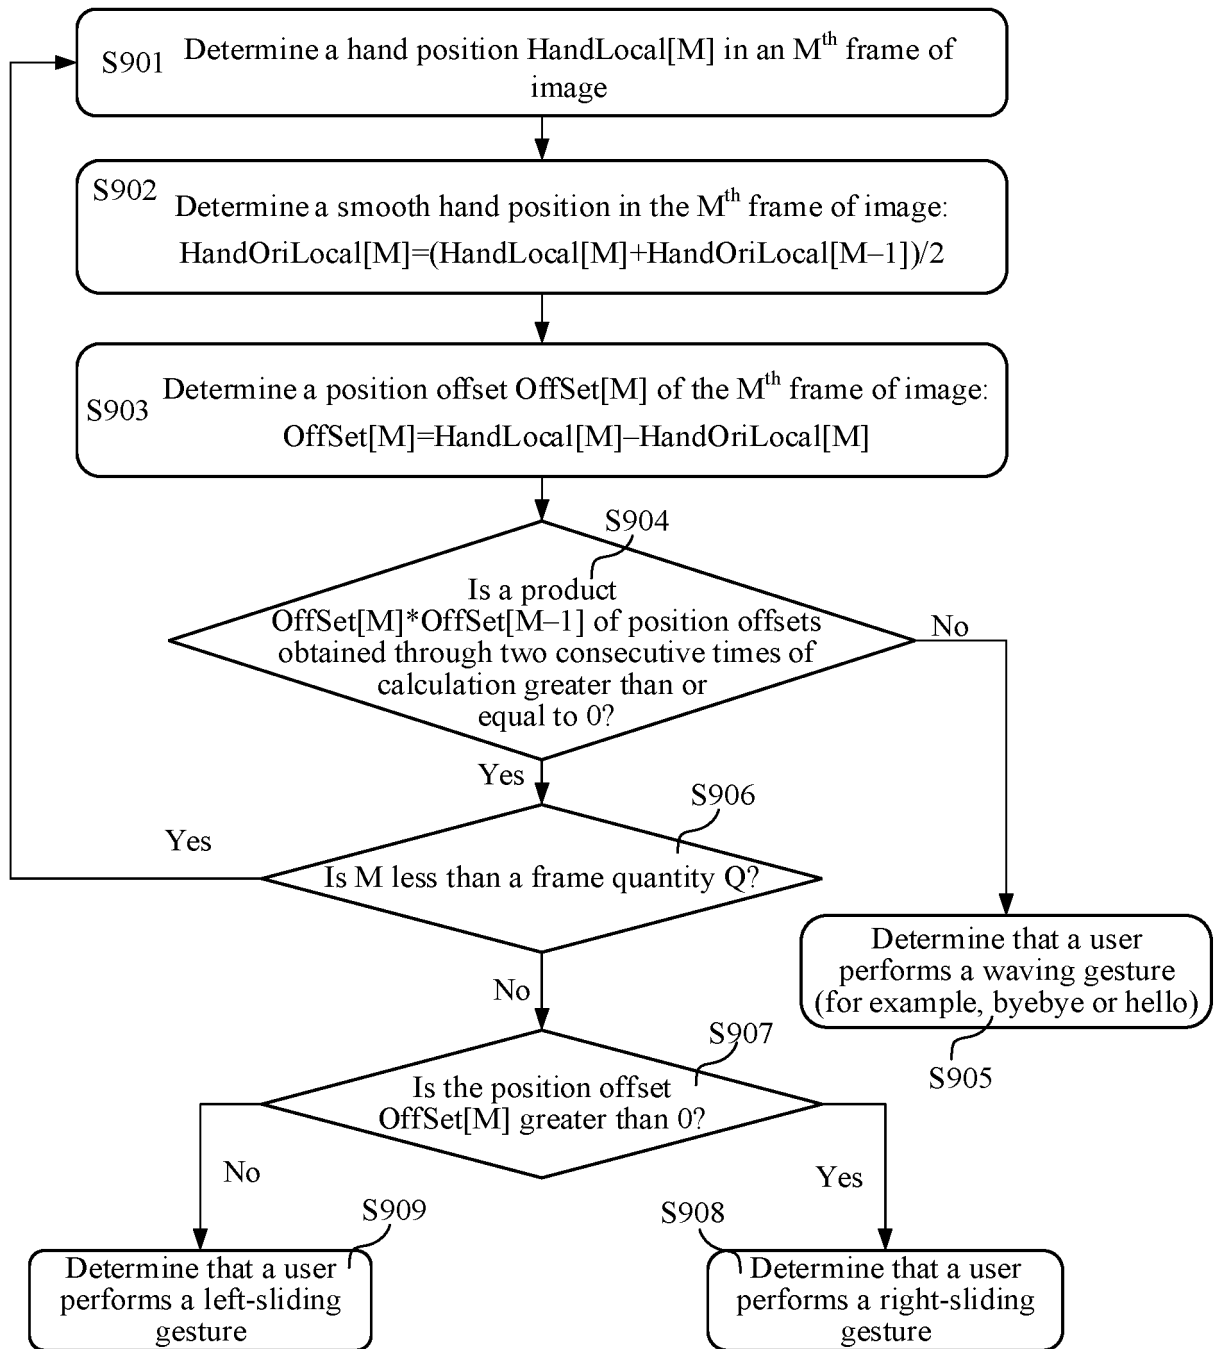 S901 Determine a hand position HandLocal[M] in an Mth frame of
image
S902
Determine a smooth hand position in the Mth frame of image:
HandOriLocal[M]=(HandLocal[M]+HandOriLocal[M–1])/2
Determine a position offset OffSet[M] of the Mth frame of image:
S903
OffSet[M]=HandLocal[M]–HandOriLocal[M]
S904
Is a product
OffSet[M]*OffSet[M–1] of position offsets
obtained through two consecutive times of
calculation greater than or
equal to 0?
No
Yes
S906
Yes
Is M less than a frame quantity Q?
Determine that a user
performs a waving gesture
(for example, byebye or hello)
S905
No
S907
Is the position offset
OffSet[M] greater than 0?
No
Yes
S909
S908
Determine that a user
performs a left-sliding
gesture
Determine that a user
performs a right-sliding
gesture